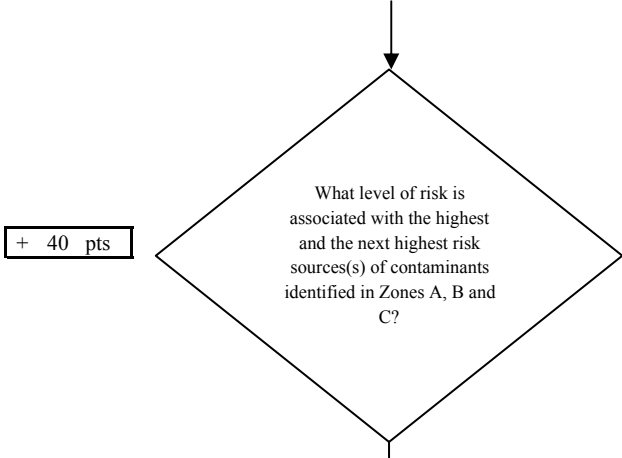 What level of risk is
associated with the highest
and the next highest risk
sources(s) of contaminants
identified in Zones A, B and
C?
+ 40 pts